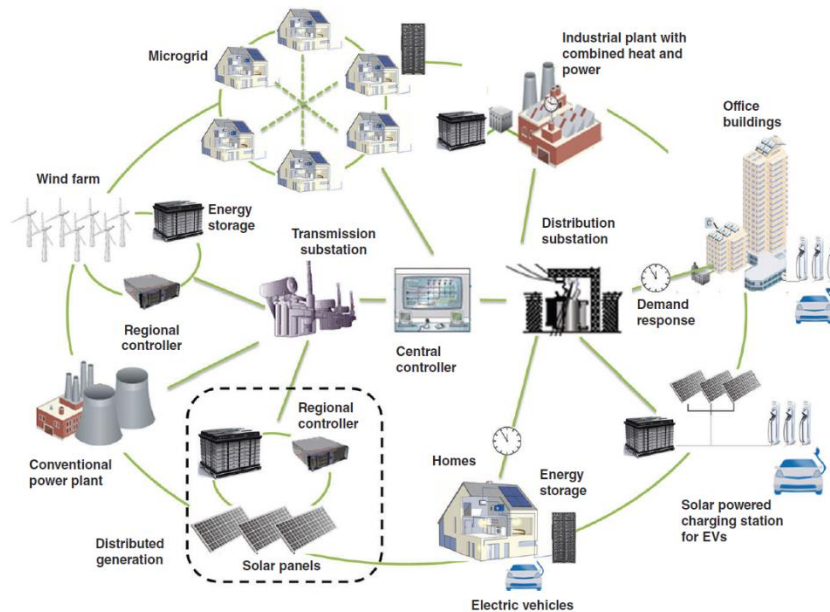 Microgrid
Industrial plant with
combined heat and
power
Office
buildings
Wind farm
Energy
storage
Transmission
substation
Distribution
substation
Regional
controller
Central
controller
Demand
response
Conventional
power plant
Regional
controller
Homes
Energy
storage
Solar powered
charging station
for EVs
Distributed
generation
Solar panels
Electric vehicles